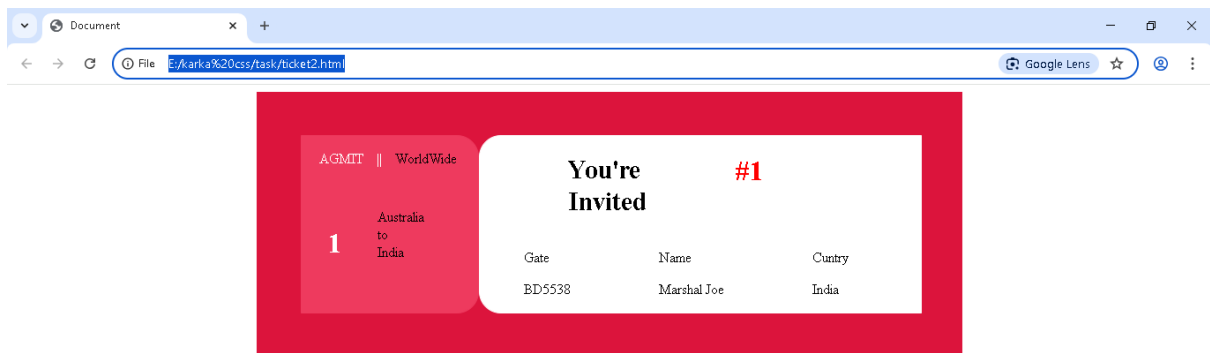 Document
File E:/karka%20css/task/ticket2.html Google Lens
AGMIT || WorldWide
Australia
to
India
1
You're
Invited
#1
Gate Name Cuntry
BD5538 Marshal Joe India